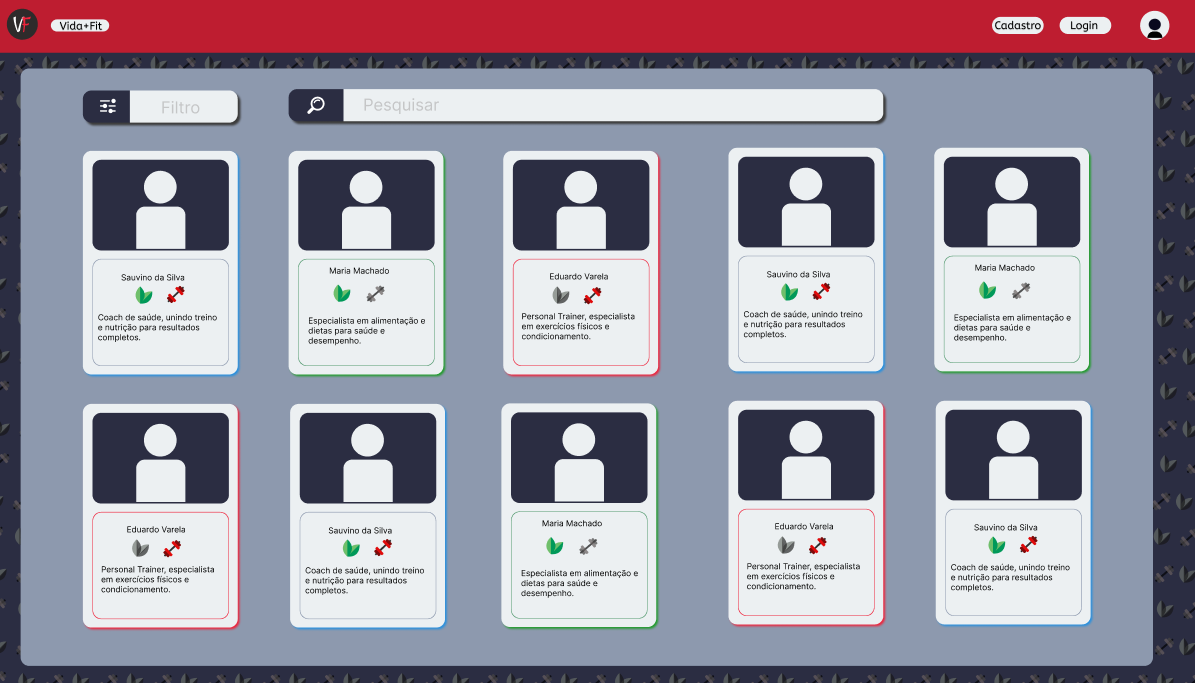 VF
Vida+Fit
Cadastro
Login
Filtro
Pesquisar
Sauvino da Silva
Coach de saúde, unindo treino
e nutrição para resultados
completos.
Maria Machado
Especialista em alimentação e
dietas para saúde e
desempenho.
Eduardo Varela
Personal Trainer, especialista
em exercícios físicos e
condicionamento.
Sauvino da Silva
Coach de saúde, unindo treino
e nutrição para resultados
completos.
Maria Machado
Especialista em alimentação e
dietas para saúde e
desempenho.
Eduardo Varela
Personal Trainer, especialista
em exercícios físicos e
condicionamento.
Sauvino da Silva
Coach de saúde, unindo treino
e nutrição para resultados
completos.
Maria Machado
Especialista em alimentação e
dietas para saúde e
desempenho.
Eduardo Varela
Personal Trainer, especialista
em exercícios físicos e
condicionamento.
Sauvino da Silva
Coach de saúde, unindo treino
e nutrição para resultados
completos.